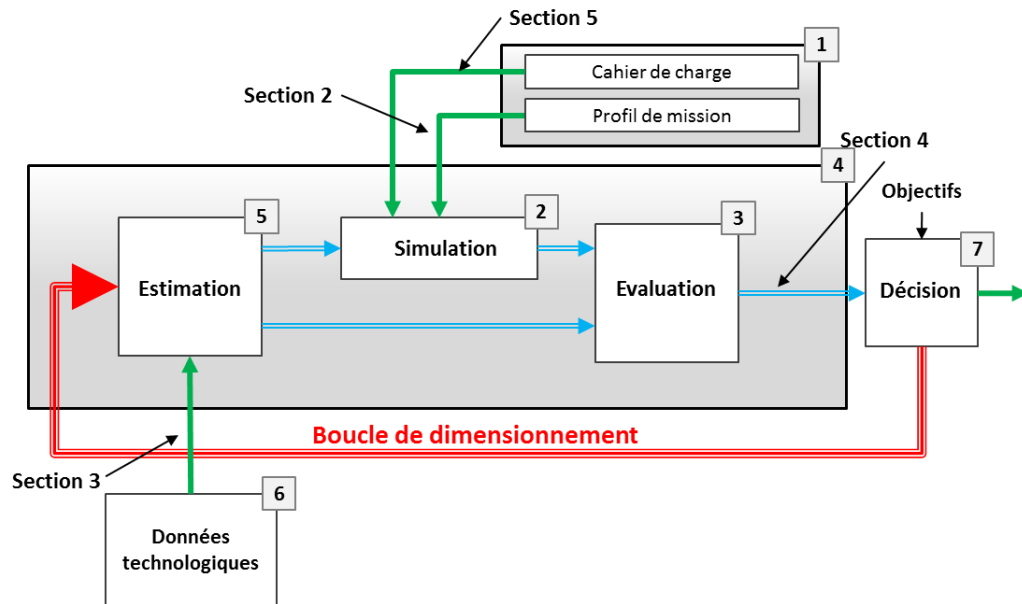 Section 5
1
Cahier de charge
Section 2
Profil de mission
Section 4
4
Objectifs
5
2
3
7
Simulation
Estimation
Evaluation
Décision
Boucle de dimensionnement
Section 3
6
Données
technologiques